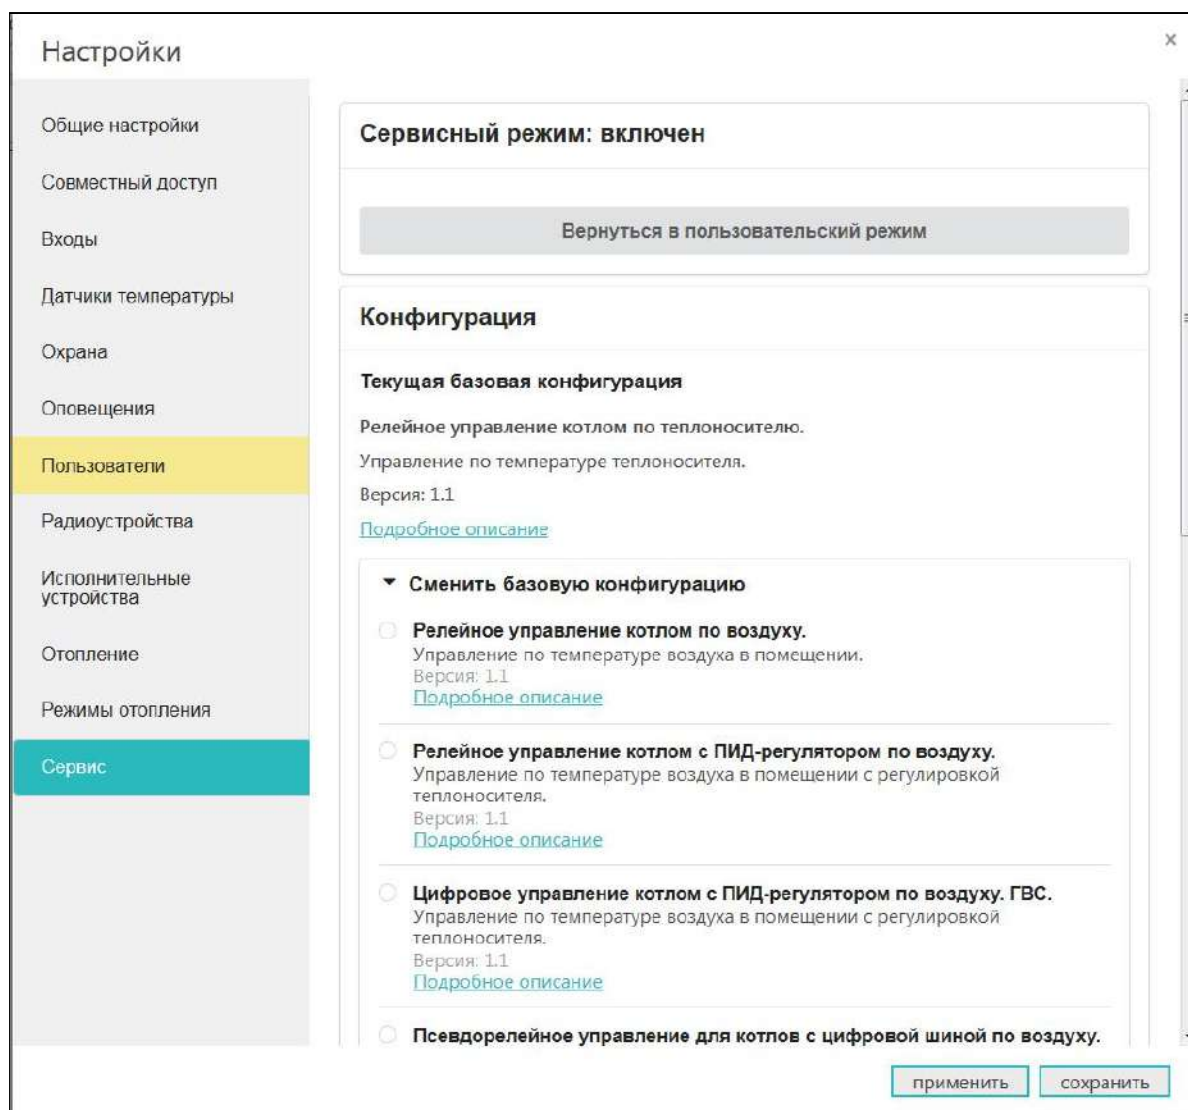 Настройки
×
Общие настройки
Совместный доступ
Входы
Датчики температуры
Охрана
Оповещения
Пользователи
Радиоустройства
Исполнительные
устройства
Отопление
Режимы отопления
Сервис
Сервисный режим: включен
Вернуться в пользовательский режим
Конфигурация
Текущая базовая конфигурация
Релейное управление котлом по теплоносителю.
Управление по температуре теплоносителя.
Версия: 1.1
Подробное описание
Сменить базовую конфигурацию
Релейное управление котлом по воздуху.
Управление по температуре воздуха в помещении.
Версия: 1.1
Подробное описание
Релейное управление котлом с ПИД-регулятором по воздуху.
Управление по температуре воздуха в помещении с регулировкой
теплоносителя.
Версия: 1.1
Подробное описание
Цифровое управление котлом с ПИД-регулятором по воздуху. ГВС.
Управление по температуре воздуха в помещении с регулировкой
теплоносителя.
Версия: 1.1
Подробное описание
Псевдорелейное управление для котлов с цифровой шиной по воздуху.
применить
сохранить